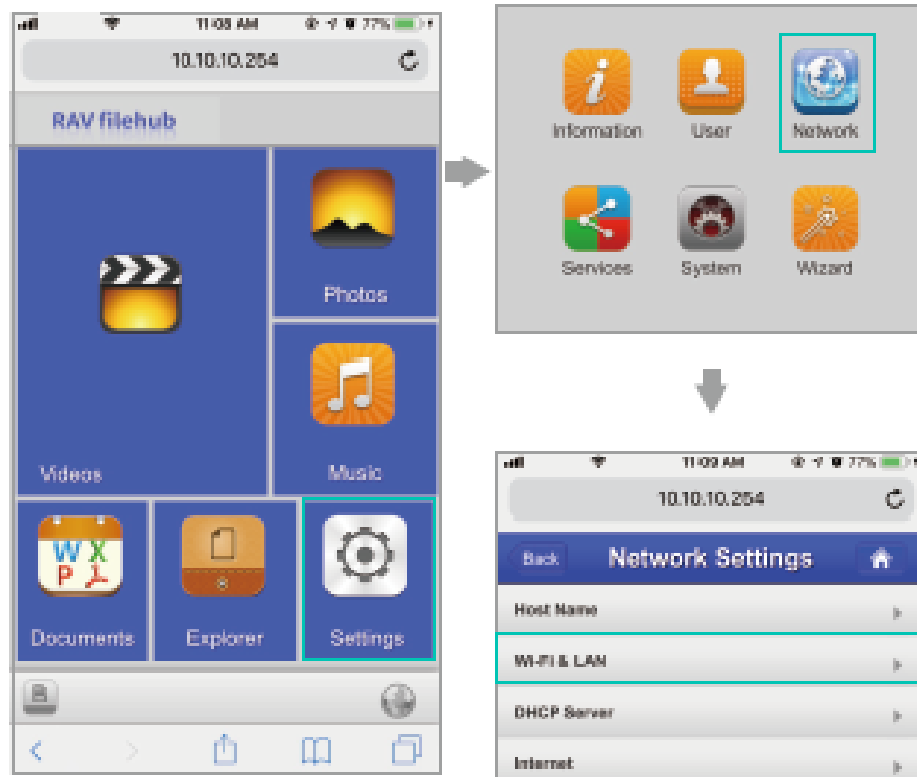 11:08 AM
77%
10.10.10.254
RAV filehub
Videos
Photos
Music
W X
P
Documents
Explorer
Settings
Information
User
Network
Services
System
Wizard
11:09 AM
77%
10.10.10.254
Back
Network Settings
Host Name
Wi-Fi & LAN
DHCP Server
Internet